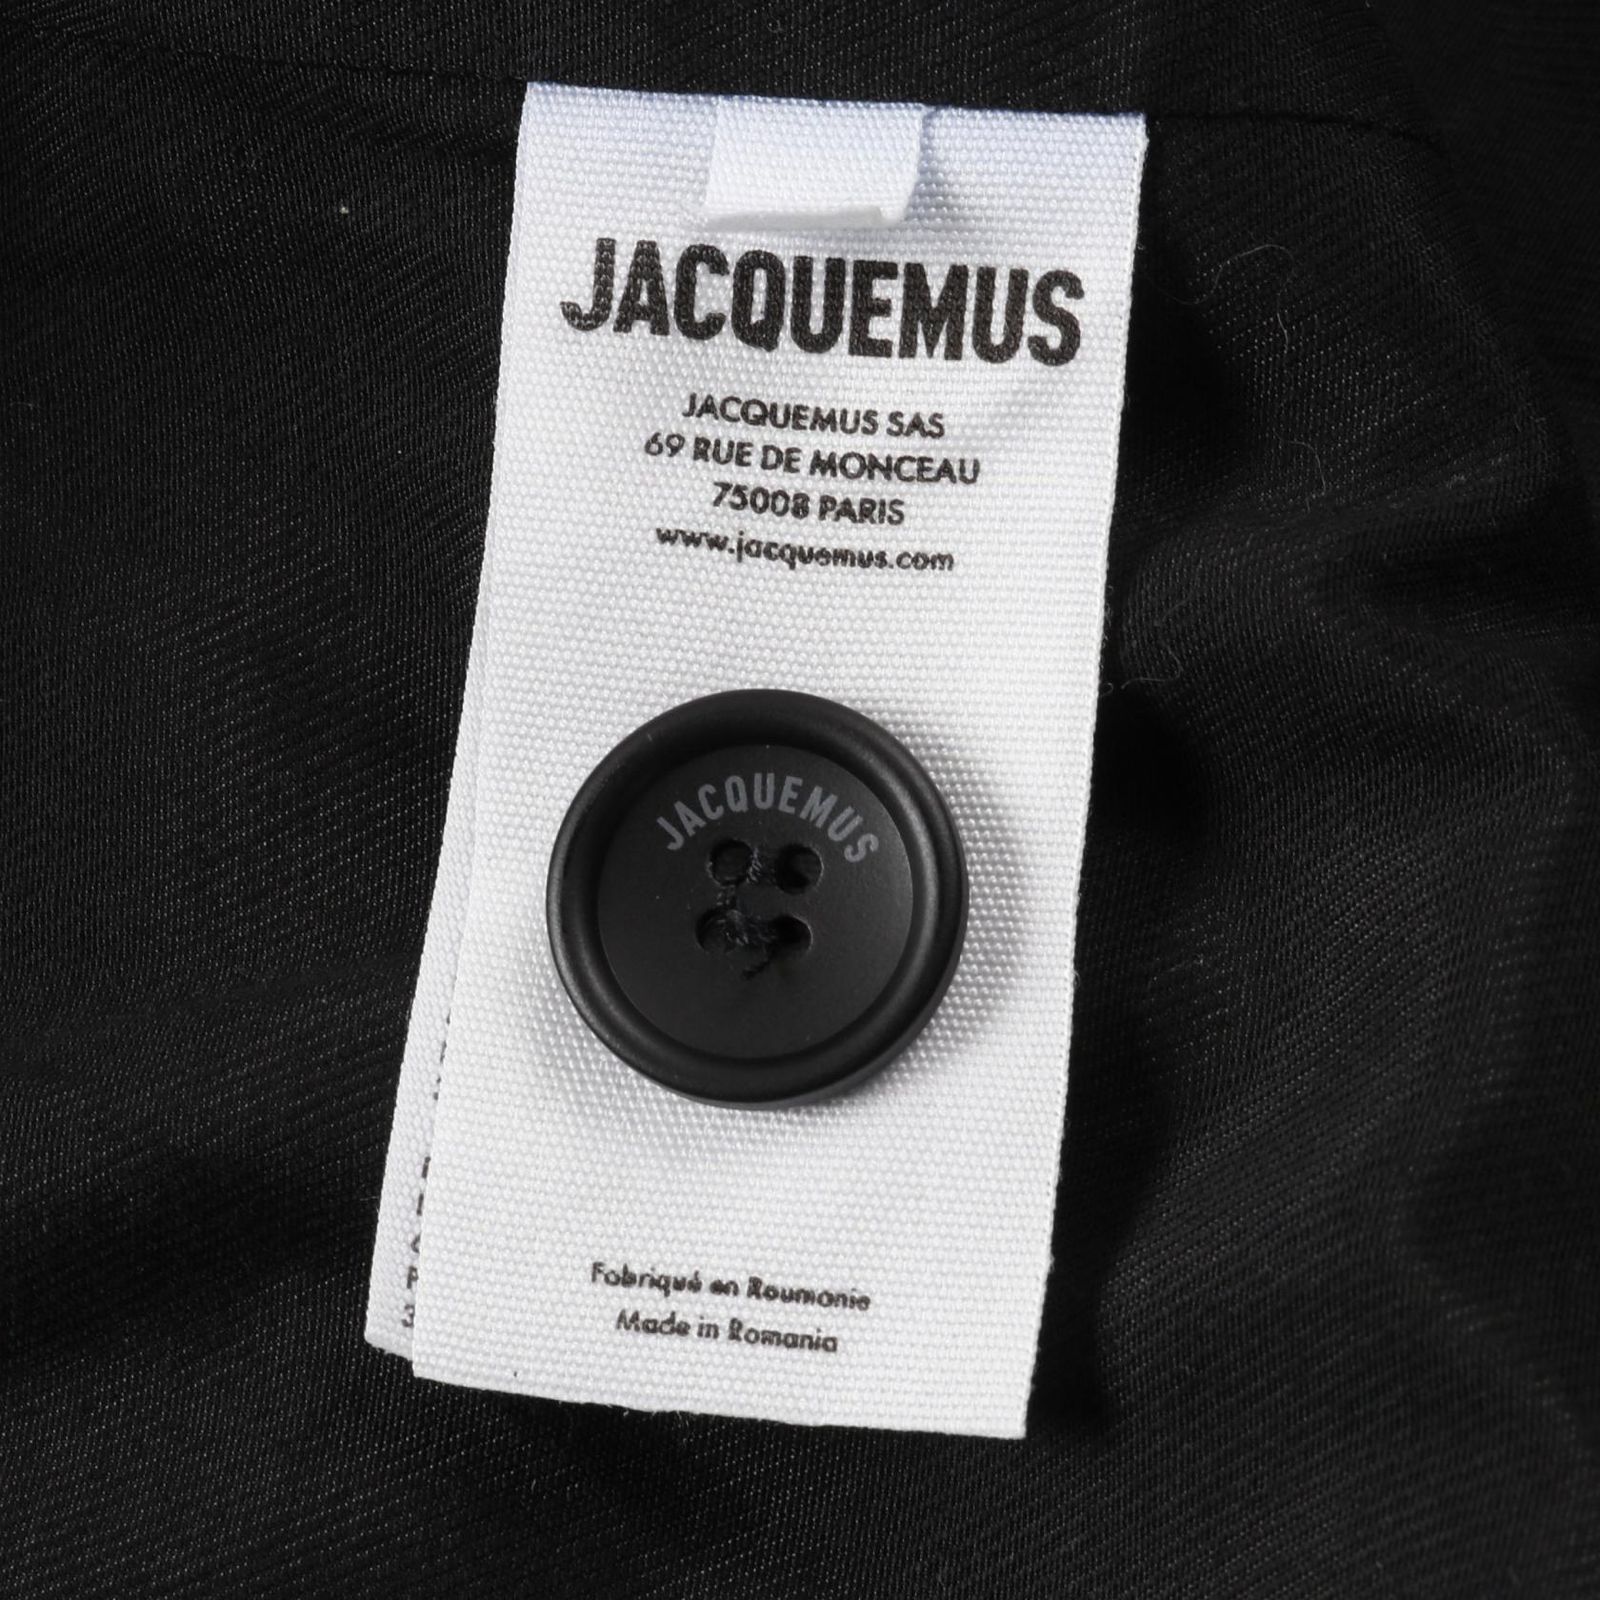 JACQUEMUS
JACQUEMUS SAS
69 RUE DE MONCEAU
75008 PARIS
www.jacquemus.com
JACQUEMUS
Fabriqué en Roumanie
Made in Romania